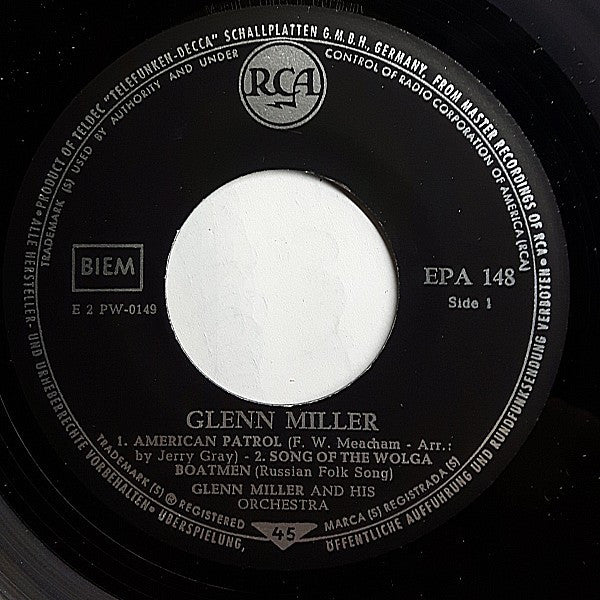 PRODUCT OF TELDEC "TELEFUNKEN-DECCA" SCHALLPLATTEN G.M.B.H. GERMANY, FROM MASTER RECORDINGS OF RCA •
TRADEMARK (S) USED BY AUTHORITY AND UNDER CONTROL OF RADIO CORPORATION OF AMERICA (RCA)
RCA
BIEM
E 2 PW-0149
EPA 148
Side 1
GLENN MILLER
1. AMERICAN PATROL (F. W. Meacham - Arr.:
by Jerry Gray) - 2. SONG OF THE WOLGA
BOATMEN (Russian Folk Song)
GLENN MILLER AND HIS
ORCHESTRA
TRADEMARK (S) ® REGISTERED
45
MARCA (S) REGISTRADA (S)
• ALLE HERSTELLER- UND URHEBERRECHTE VORBEHALTEN • ÜBERSPIELUNG, ÖFFENTLICHE AUFFÜHRUNG UND RUNDFUNKSENDUNG VERBOTEN